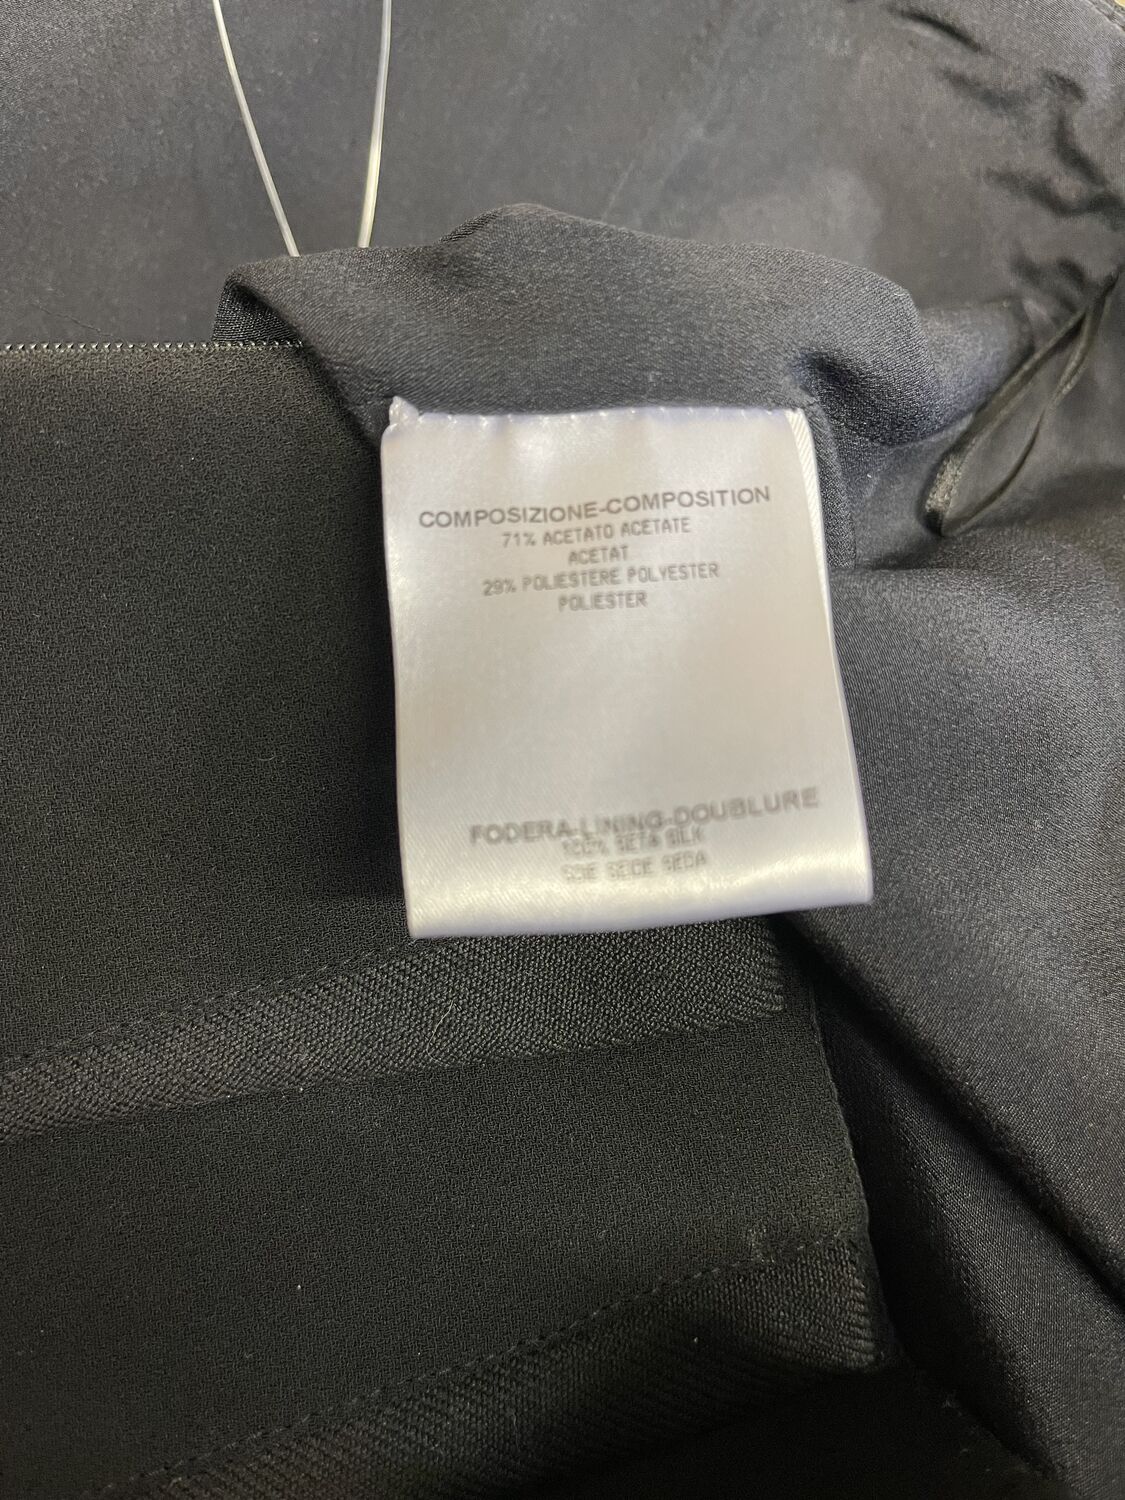 COMPOSIZIONE-COMPOSITION
71% ACETATO ACETATE
ACETAT
29% POLIESTERE POLYESTER
POLIESTER
FODERA-LINING-DOUBLURE
100% SETA SILK
SOIE SEIDE SEDA